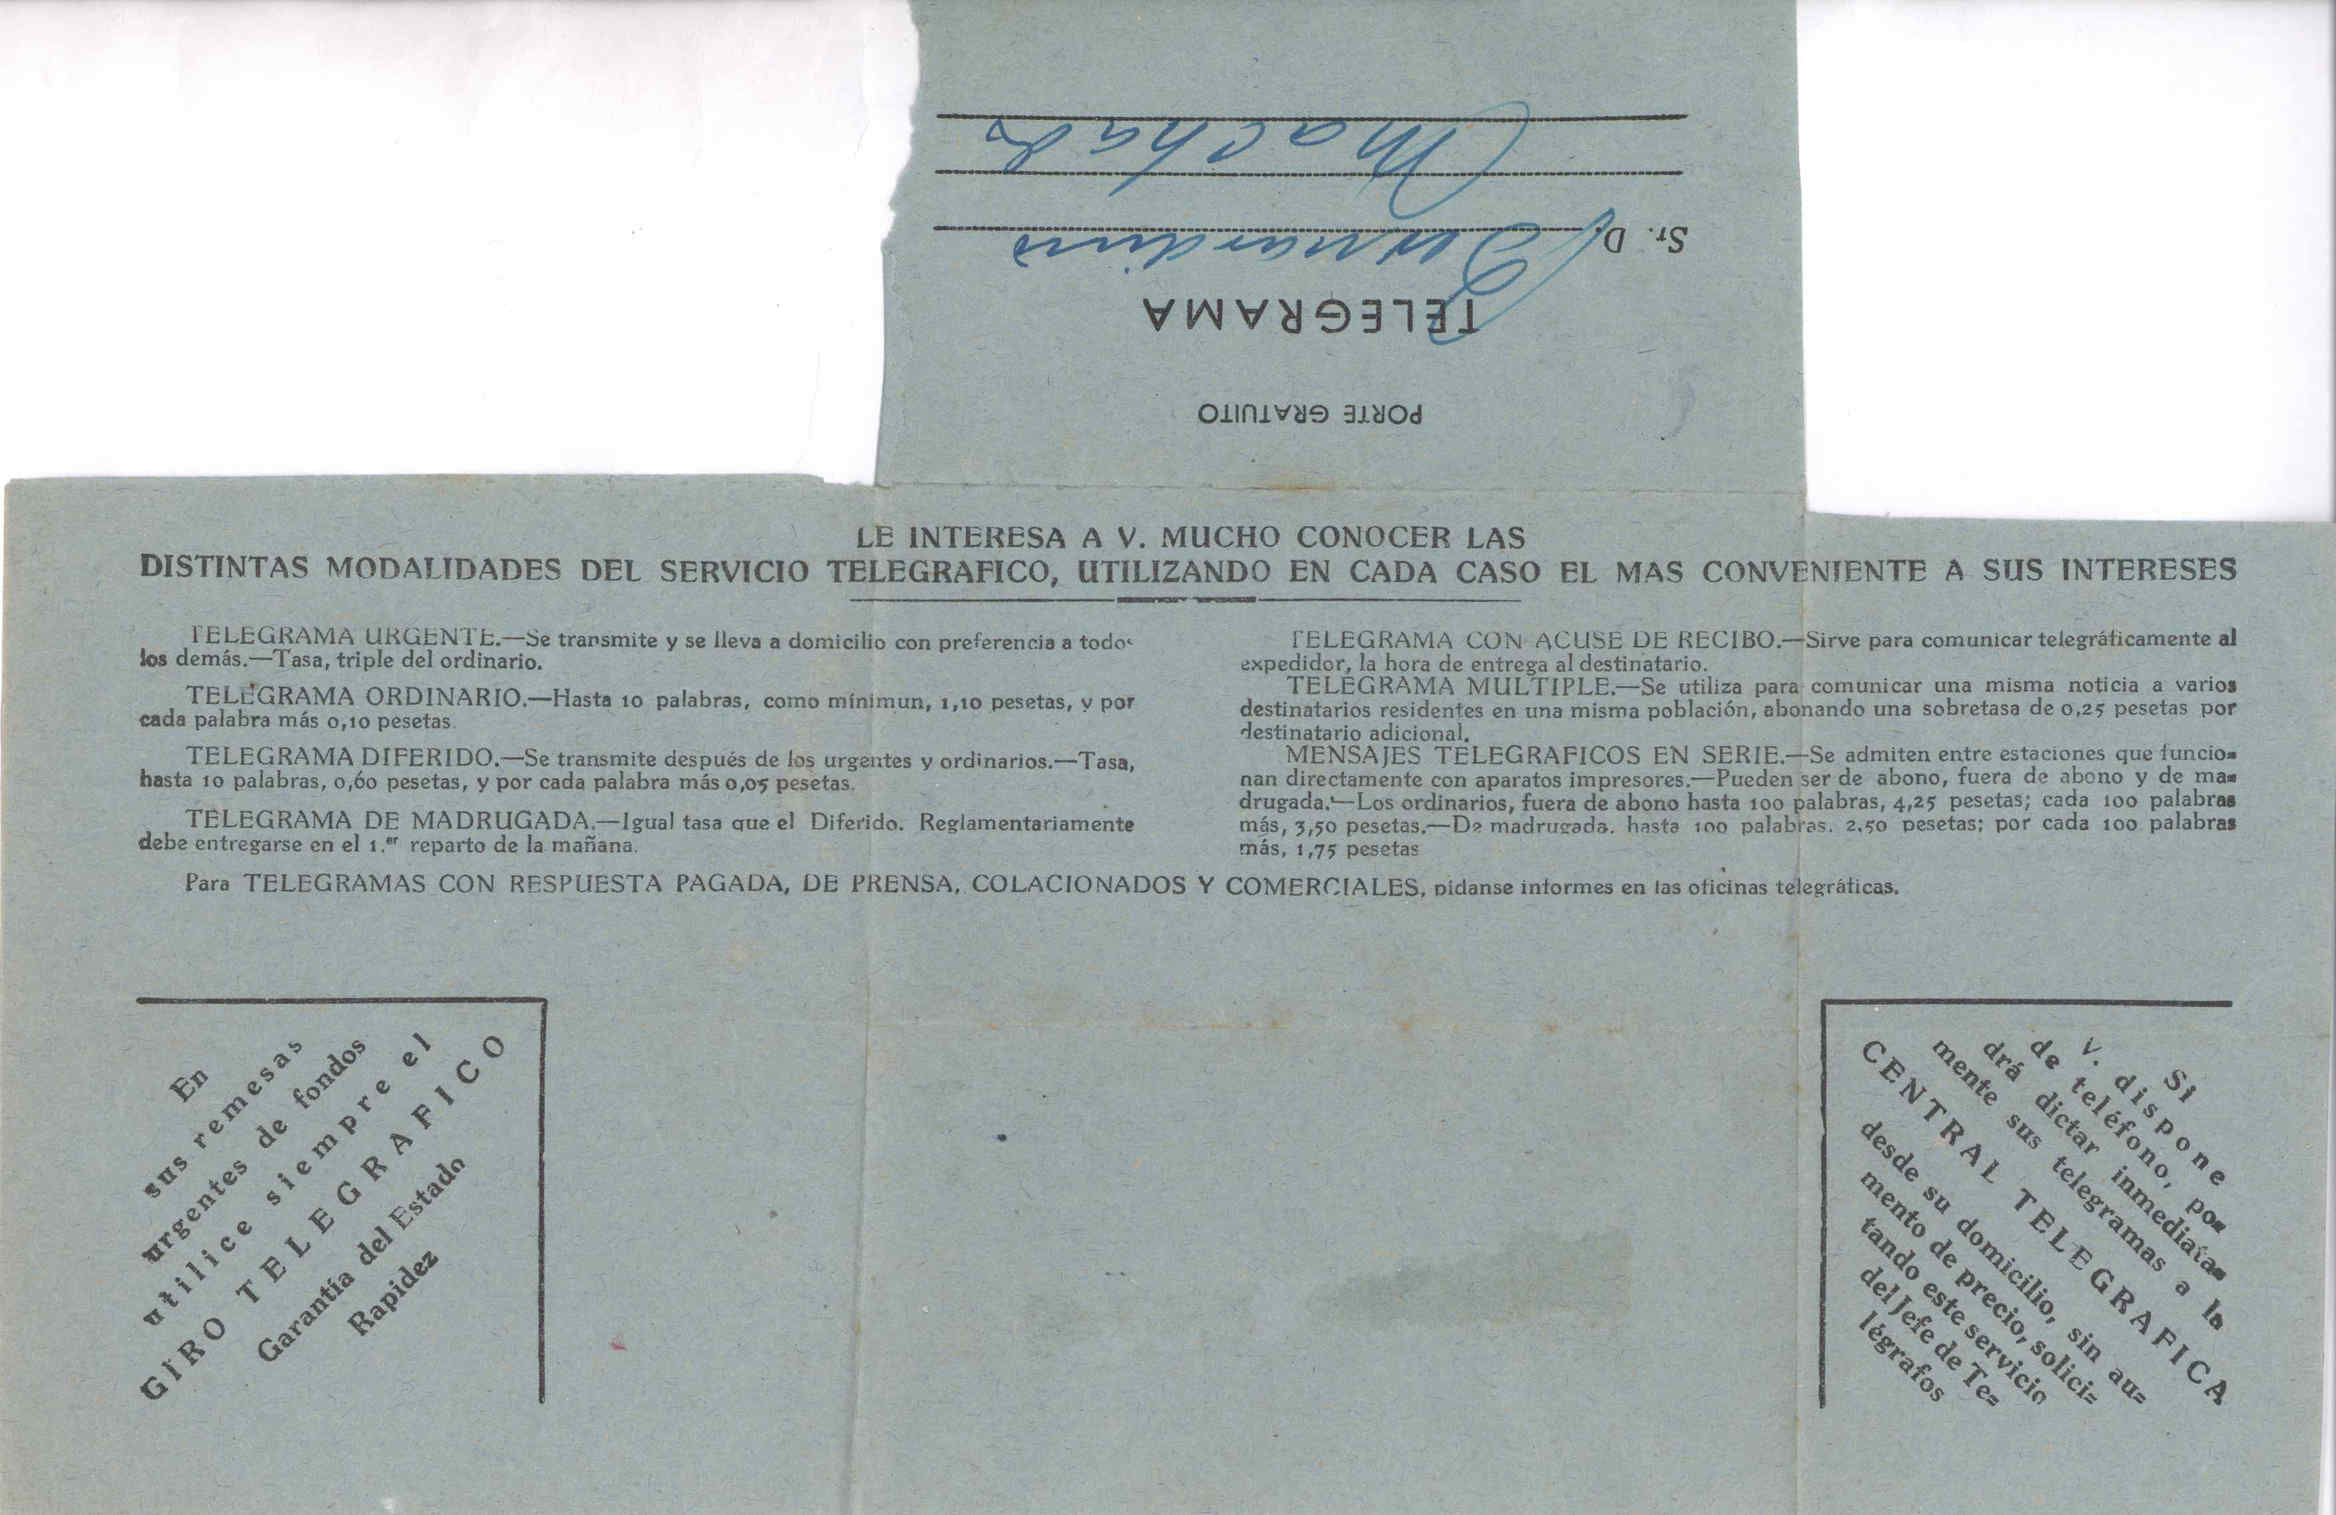 PORTE GRATUITO
TELEGRAMA
Sr. D. Bernardino
Machado
LE INTERESA A V. MUCHO CONOCER LAS
DISTINTAS MODALIDADES DEL SERVICIO TELEGRAFICO, UTILIZANDO EN CADA CASO EL MAS CONVENIENTE A SUS INTERESES
TELEGRAMA URGENTE.—Se transmite y se lleva a domicilio con preferencia a todos
los demás.—Tasa, triple del ordinario.
TELEGRAMA ORDINARIO.—Hasta 10 palabras, como mínimun, 1,10 pesetas, y por
cada palabra más 0,10 pesetas.
TELEGRAMA DIFERIDO.—Se transmite después de los urgentes y ordinarios.—Tasa,
hasta 10 palabras, 0,60 pesetas, y por cada palabra más 0,05 pesetas.
TELEGRAMA DE MADRUGADA.—Igual tasa que el Diferido. Reglamentariamente
debe entregarse en el 1.er reparto de la mañana.
TELEGRAMA CON ACUSE DE RECIBO.—Sirve para comunicar telegráficamente al
expedidor, la hora de entrega al destinatario.
TELEGRAMA MULTIPLE.—Se utiliza para comunicar una misma noticia a varios
destinatarios residentes en una misma población, abonando una sobretasa de 0,25 pesetas por
destinatario adicional.
MENSAJES TELEGRAFICOS EN SERIE.—Se admiten entre estaciones que funcio=
nan directamente con aparatos impresores.—Pueden ser de abono, fuera de abono y de ma=
drugada.—Los ordinarios, fuera de abono hasta 100 palabras, 4,25 pesetas; cada 100 palabras
más, 3,50 pesetas.—De madrugada, hasta 100 palabras, 2,50 pesetas; por cada 100 palabras
más, 1,75 pesetas
Para TELEGRAMAS CON RESPUESTA PAGADA, DE PRENSA, COLACIONADOS Y COMERCIALES, pídanse informes en las oficinas telegráficas.
En
sus remesas
urgentes de fondos
utilice siempre el
GIRO TELEGRAFICO
Garantía del Estado
Rapidez
Si
V. dispone
de teléfono, po=
drá dictar inmediata=
mente sus telegramas a la
CENTRAL TELEGRAFICA
desde su domicilio, sin au=
mento de precio, solici=
tando este servicio
del Jefe de Te=
légrafos